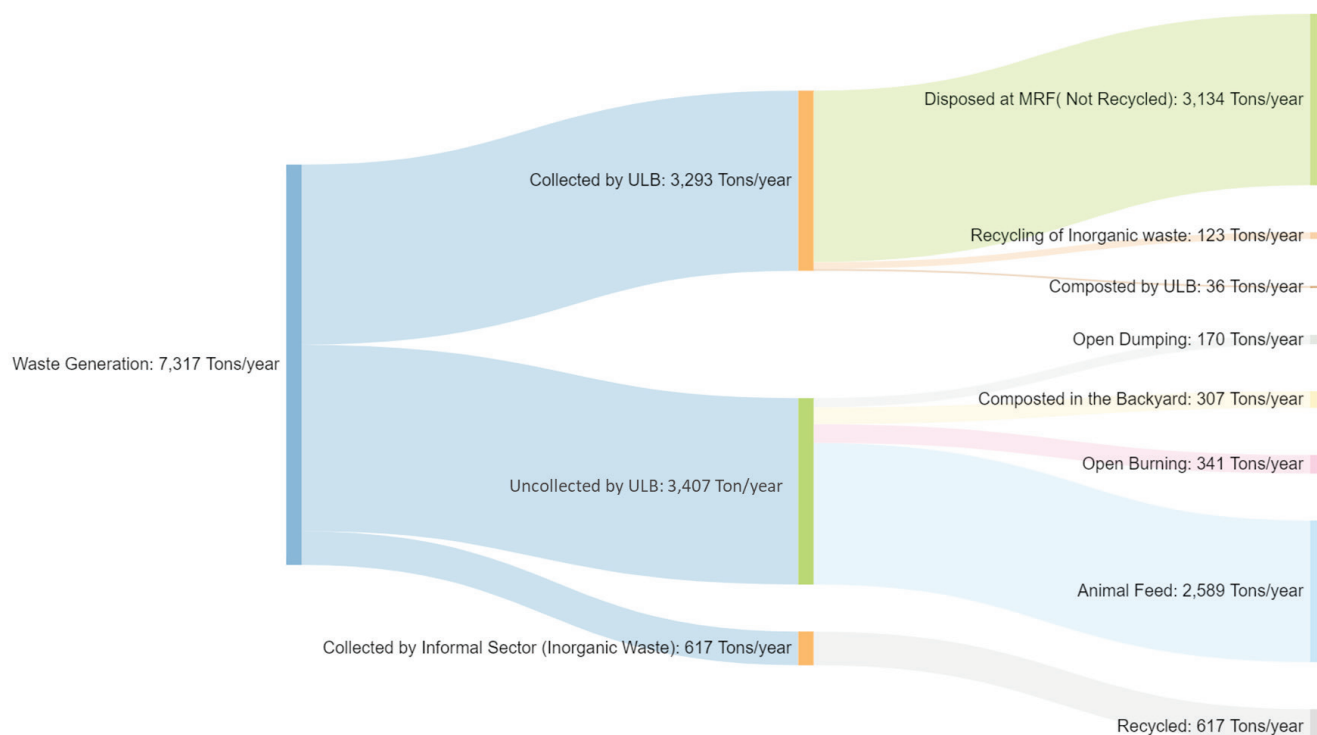 Disposed at MRF( Not Recycled): 3,134 Tons/year
Collected by ULB: 3,293 Tons/year
Recycling of Inorganic waste: 123 Tons/year
Composted by ULB: 36 Tons/year
Open Dumping: 170 Tons/year
Waste Generation: 7,317 Tons/year
Composted in the Backyard: 307 Tons/year
Open Burning: 341 Tons/year
Uncollected by ULB: 3,407 Ton/year
Animal Feed: 2,589 Tons/year
Collected by Informal Sector (Inorganic Waste): 617 Tons/year
Recycled: 617 Tons/year